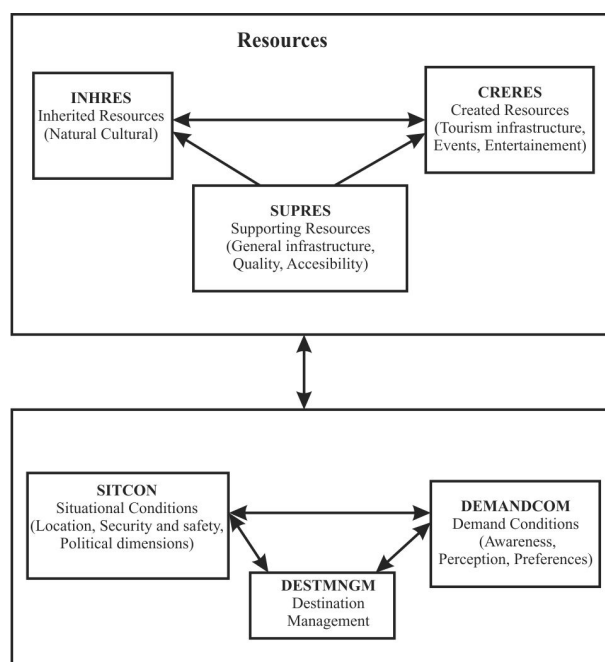 Resources
INHRES
Inherited Resources
(Natural Cultural)
CRERES
Created Resources
(Tourism infrastructure,
Events, Entertainement)
SUPRES
Supporting Resources
(General infrastructure,
Quality, Accesibility)
SITCON
Situational Conditions
(Location, Security and safety,
Political dimensions)
DEMANDCOM
Demand Conditions
(Awareness,
Perception, Preferences)
DESTMNGM
Destination
Management